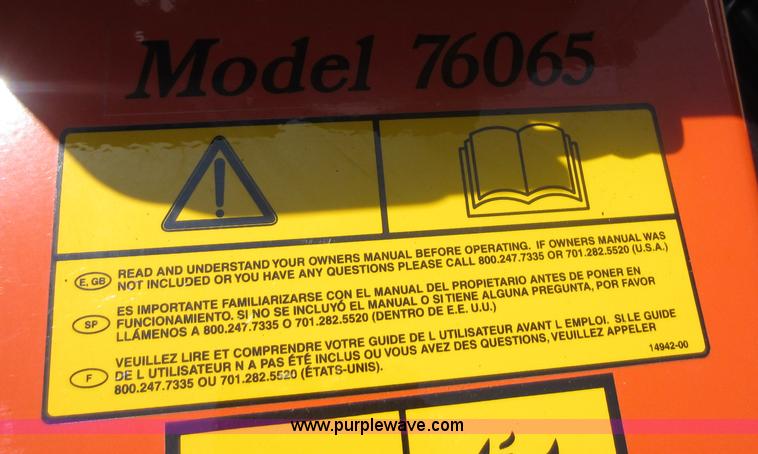 Model 76065
E, GB
READ AND UNDERSTAND YOUR OWNERS MANUAL BEFORE OPERATING. IF OWNERS MANUAL WAS
NOT INCLUDED OR YOU HAVE ANY QUESTIONS PLEASE CALL 800.247.7335 OR 701.282.5520 (U.S.A.)
SP
ES IMPORTANTE FAMILIARIZARSE CON EL MANUAL DEL PROPIETARIO ANTES DE PONER EN
FUNCIONAMIENTO. SI NO SE INCLUYÓ EL MANUAL O SI TIENE ALGUNA PREGUNTA, POR FAVOR
LLÁMENOS A 800.247.7335 O 701.282.5520 (DENTRO DE E.E. U.U.)
F
VEUILLEZ LIRE ET COMPRENDRE VOTRE GUIDE DE L UTILISATEUR AVANT L EMPLOI. SI LE GUIDE
DE L UTILISATEUR N A PAS ÉTÉ INCLUS OU VOUS AVEZ DES QUESTIONS, VEUILLEZ APPELER
800.247.7335 OU 701.282.5520 (ÉTATS-UNIS).
14942-00
www.purplewave.com